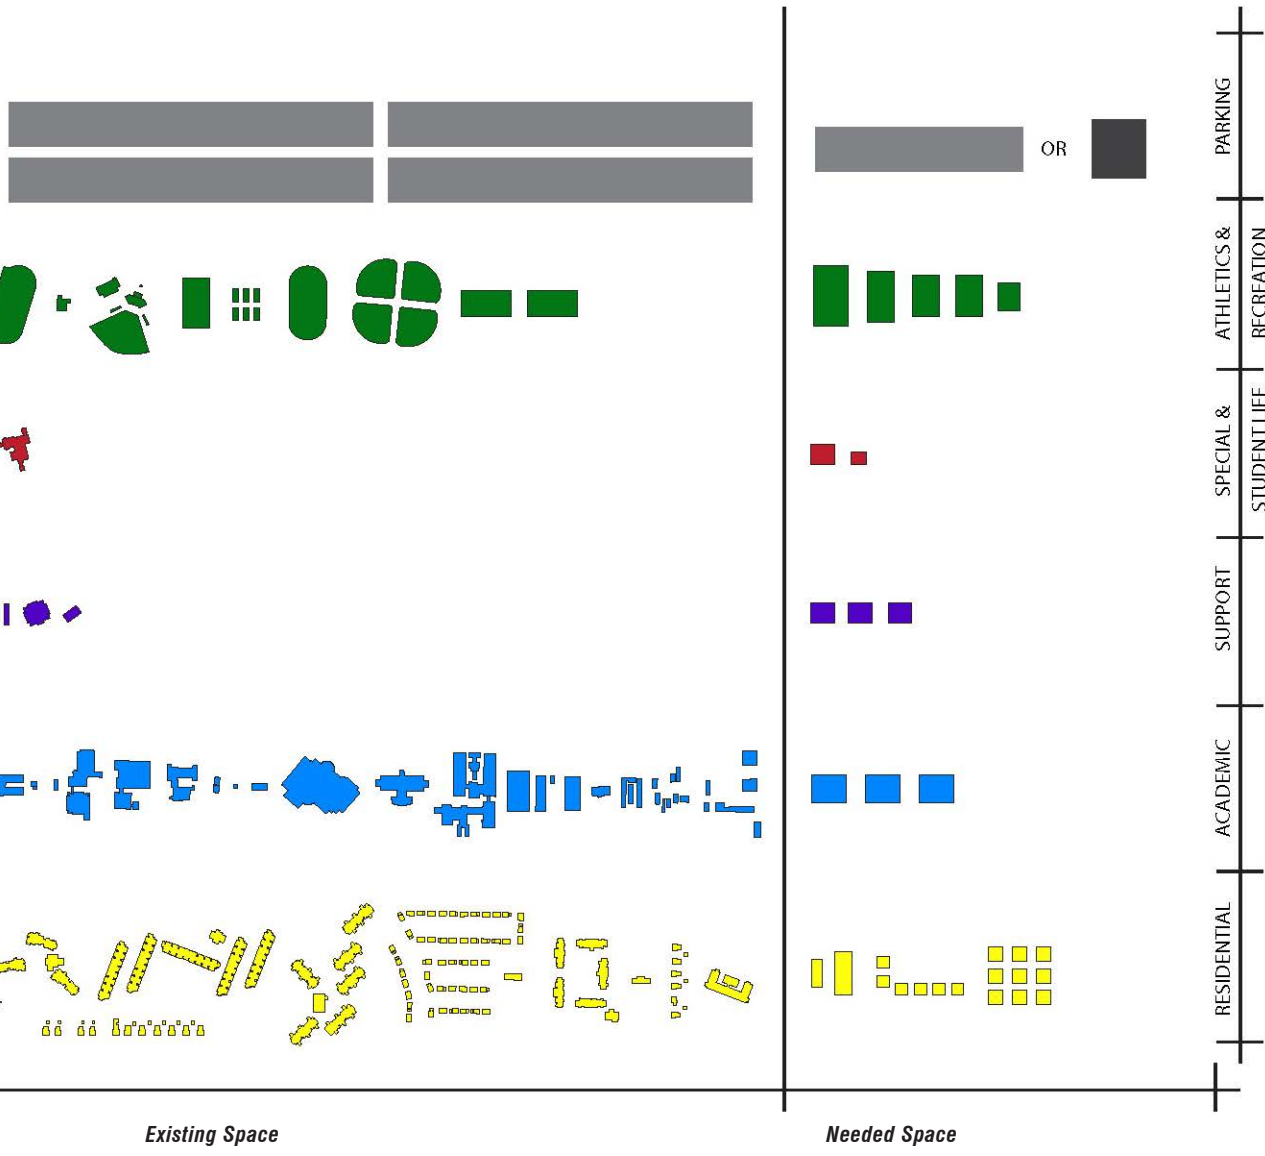 OR
PARKING
ATHLETICS &
RECREATION
SPECIAL &
STUDENT LIFE
SUPPORT
ACADEMIC
RESIDENTIAL
Existing Space
Needed Space